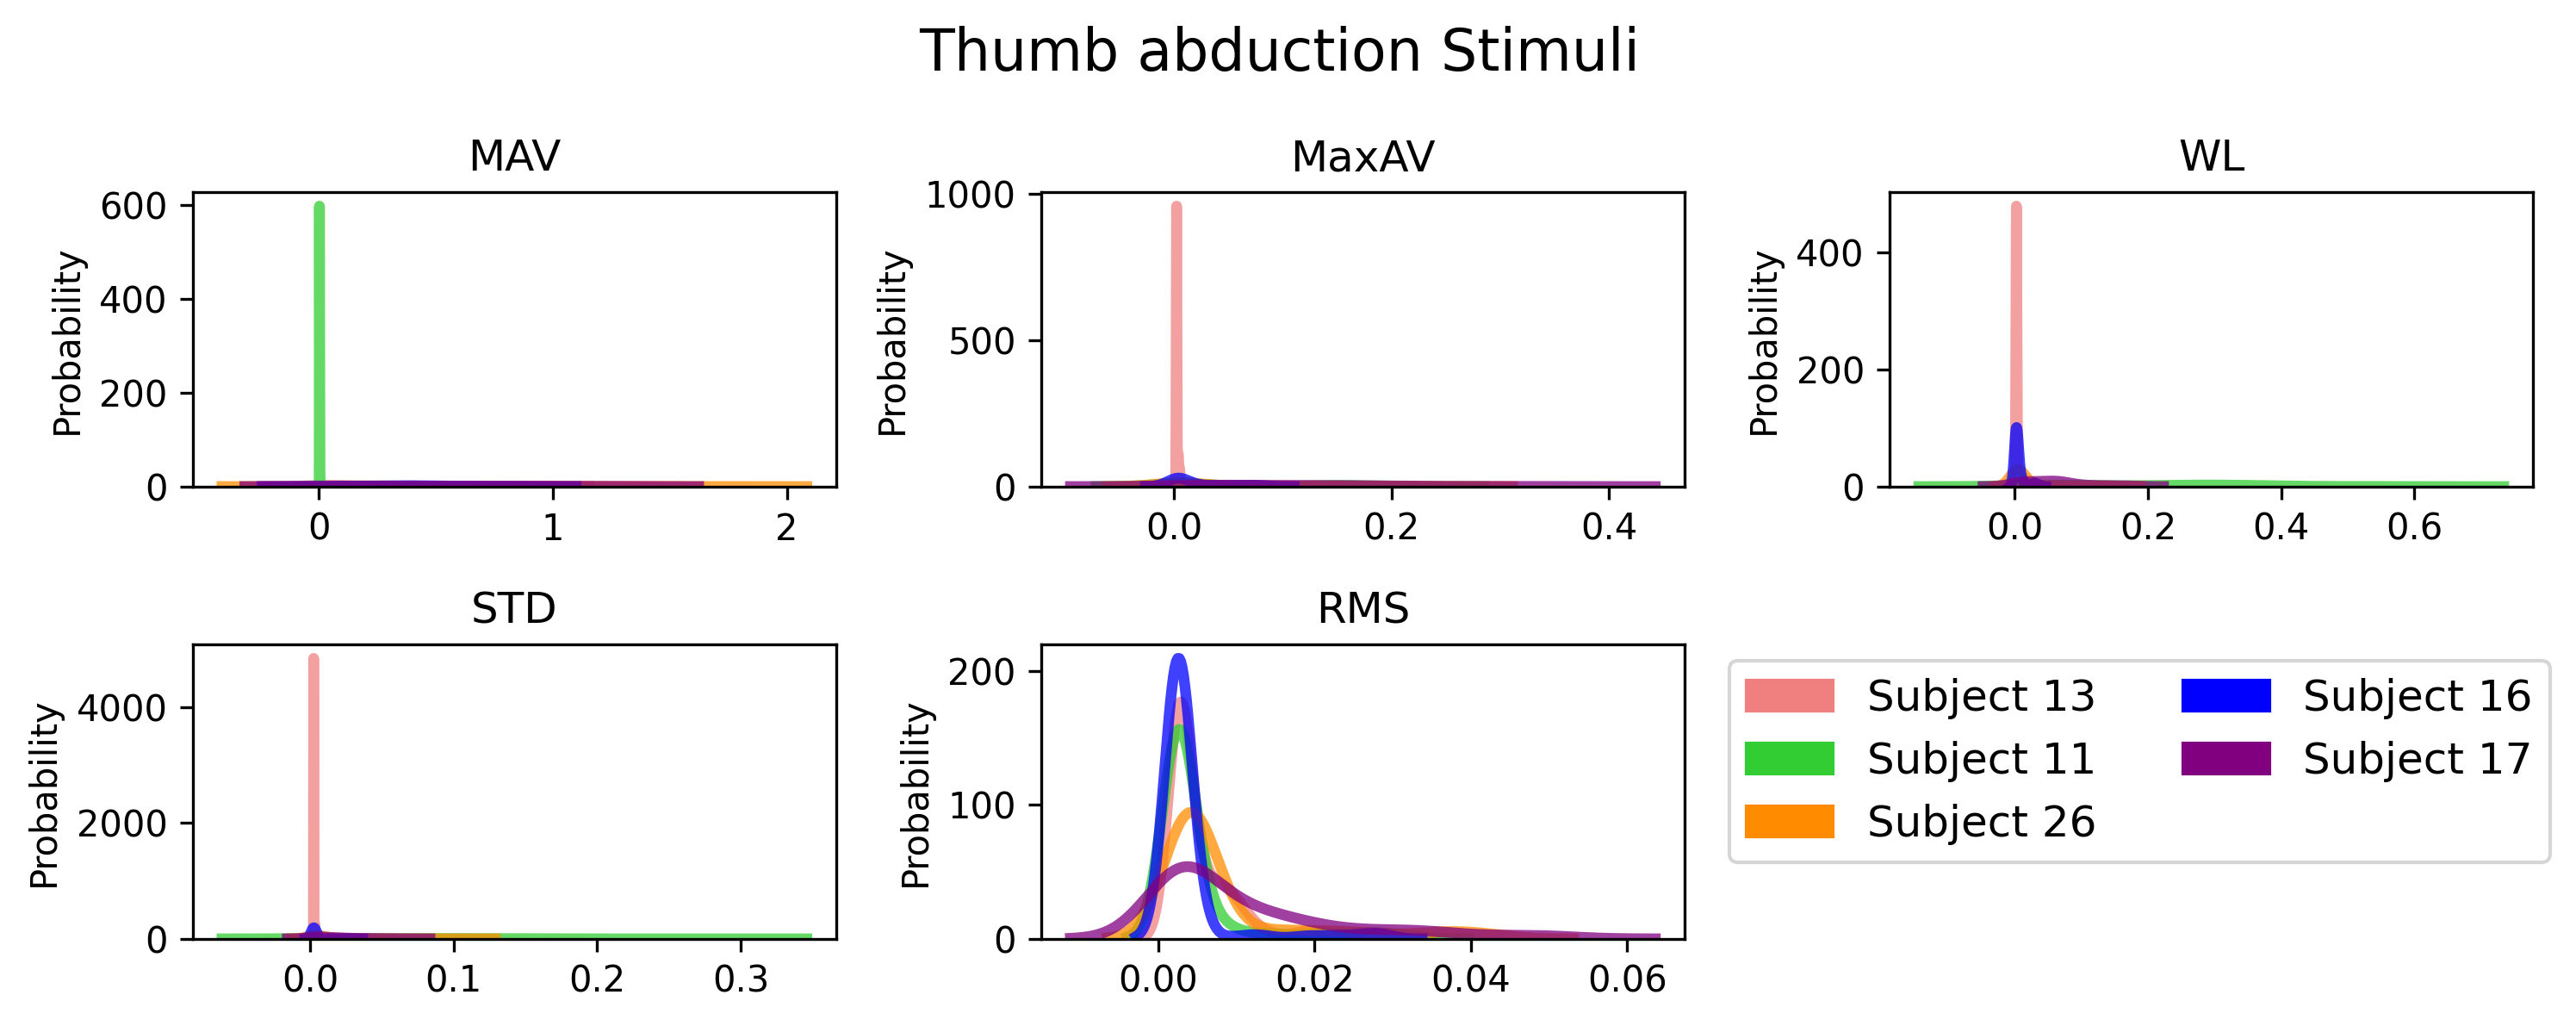 Thumb abduction Stimuli
MAV
Probability
600
400
200
0
0 1 2
MaxAV
Probability
1000
500
0
0.0 0.2 0.4
WL
Probability
400
200
0
0.0 0.2 0.4 0.6
STD
Probability
4000
2000
0
0.0 0.1 0.2 0.3
RMS
Probability
200
100
0
0.00 0.02 0.04 0.06
Subject 13
Subject 11
Subject 26
Subject 16
Subject 17